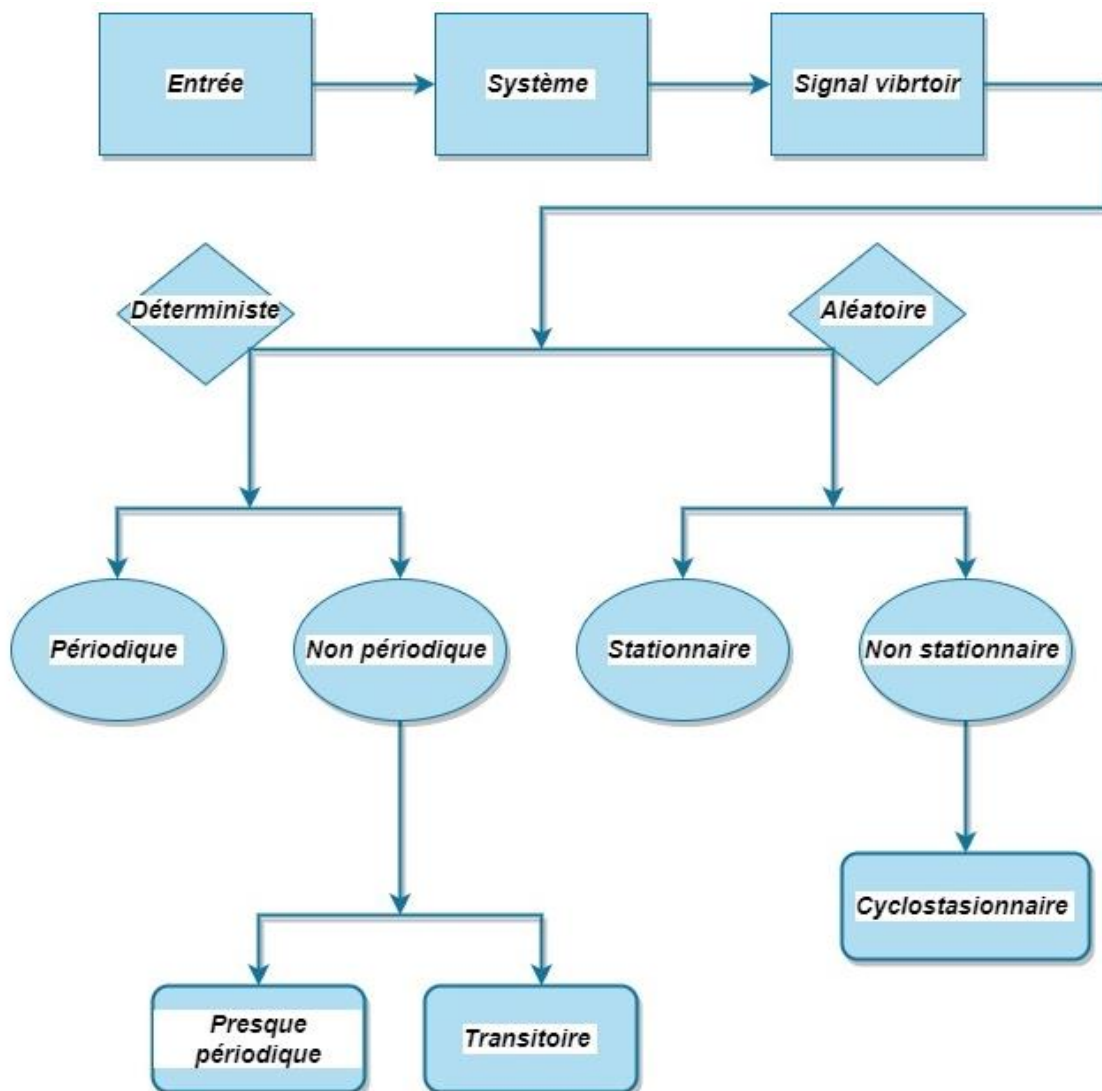 Entrée
Système
Signal vibrtoir
Déterministe
Aléatoire
Périodique
Non périodique
Stationnaire
Non stationnaire
Cyclostasionnaire
Presque
périodique
Transitoire